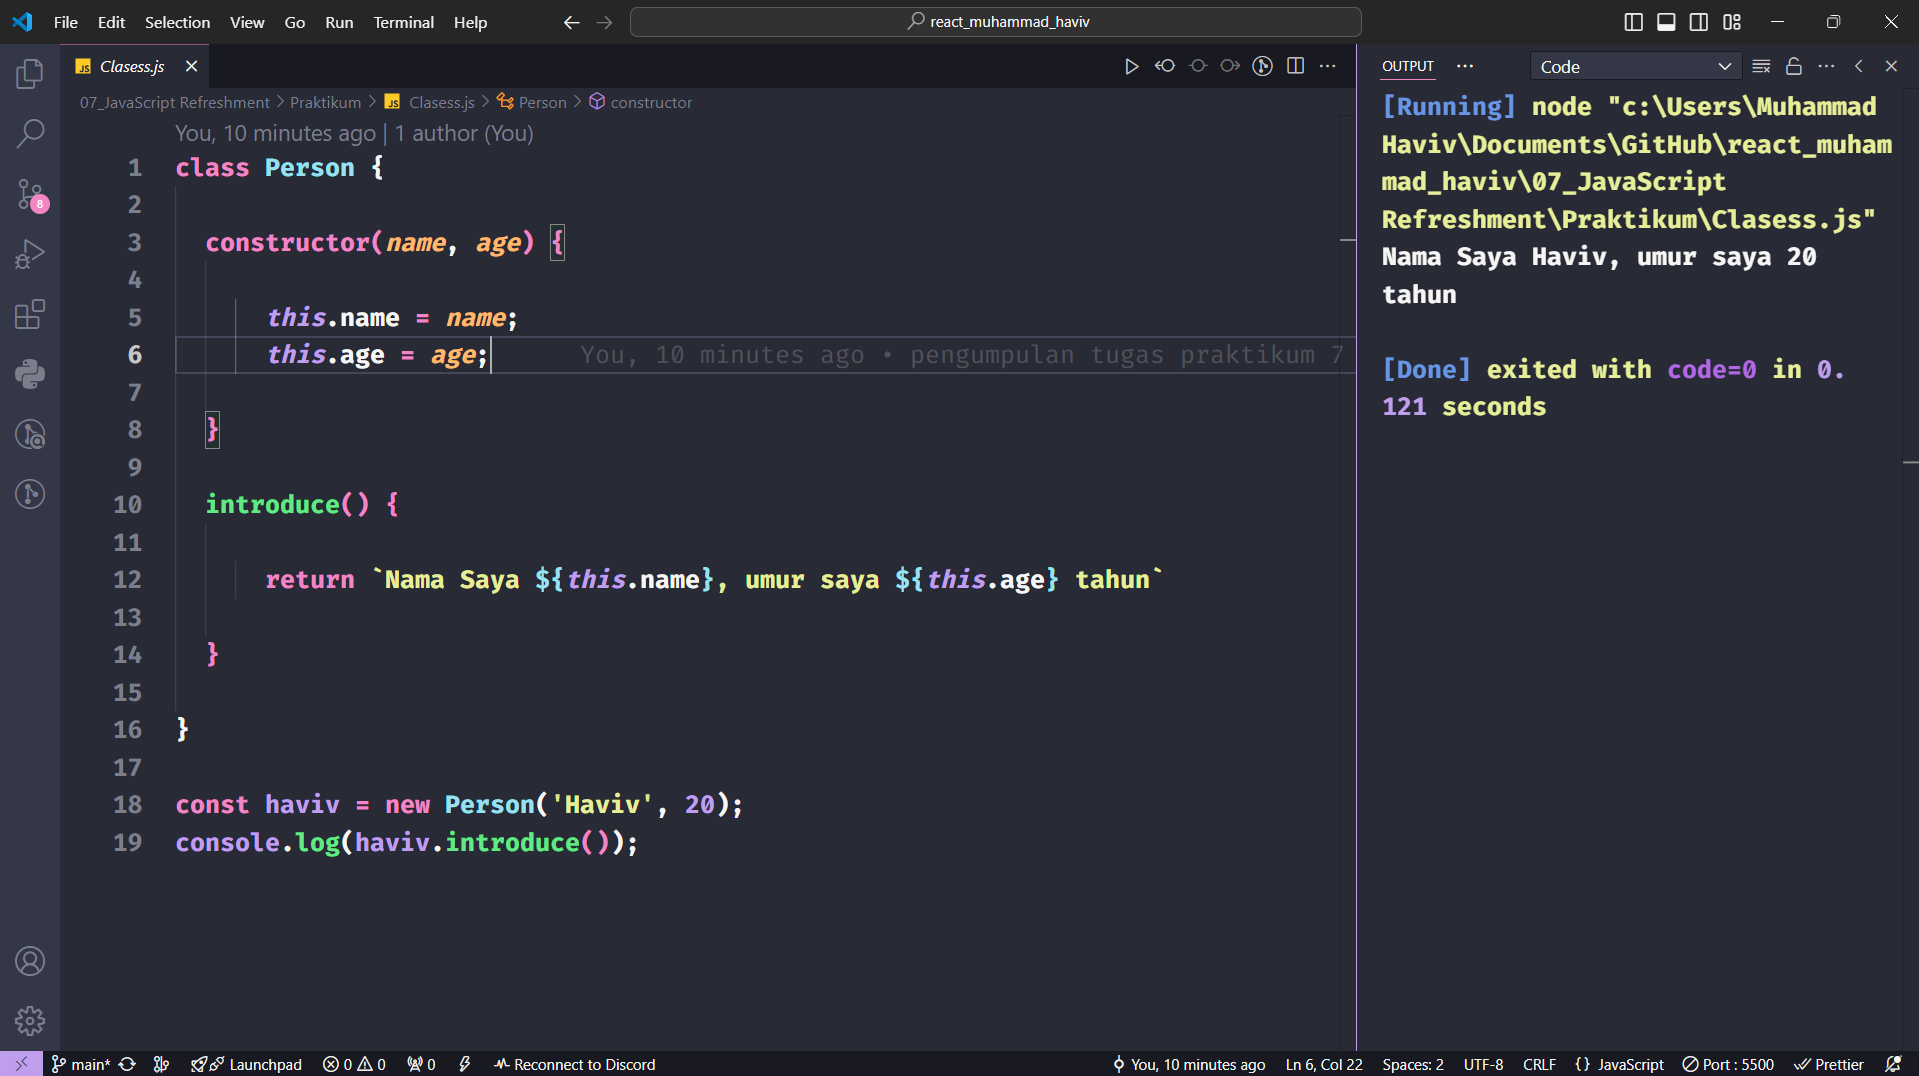 File Edit Selection View Go Run Terminal Help
react_muhammad_haviv
JS Clasess.js
07_JavaScript Refreshment > Praktikum > JS Clasess.js > Person > constructor
You, 10 minutes ago | 1 author (You)
1 class Person {
2
3 constructor(name, age) {
4
5 this.name = name;
6 this.age = age; You, 10 minutes ago • pengumpulan tugas praktikum 7
7
8 }
9
10 introduce() {
11
12 return `Nama Saya ${this.name}, umur saya ${this.age} tahun`
13
14 }
15
16 }
17
18 const haviv = new Person('Haviv', 20);
19 console.log(haviv.introduce());
8
OUTPUT ··· Code
[Running] node "c:\Users\Muhammad
Haviv\Documents\GitHub\react_muham
mad_haviv\07_JavaScript
Refreshment\Praktikum\Clasess.js"
Nama Saya Haviv, umur saya 20
tahun
[Done] exited with code=0 in 0.
121 seconds
main* Launchpad 0 0 0 Reconnect to Discord You, 10 minutes ago Ln 6, Col 22 Spaces: 2 UTF-8 CRLF {} JavaScript Port : 5500 Prettier